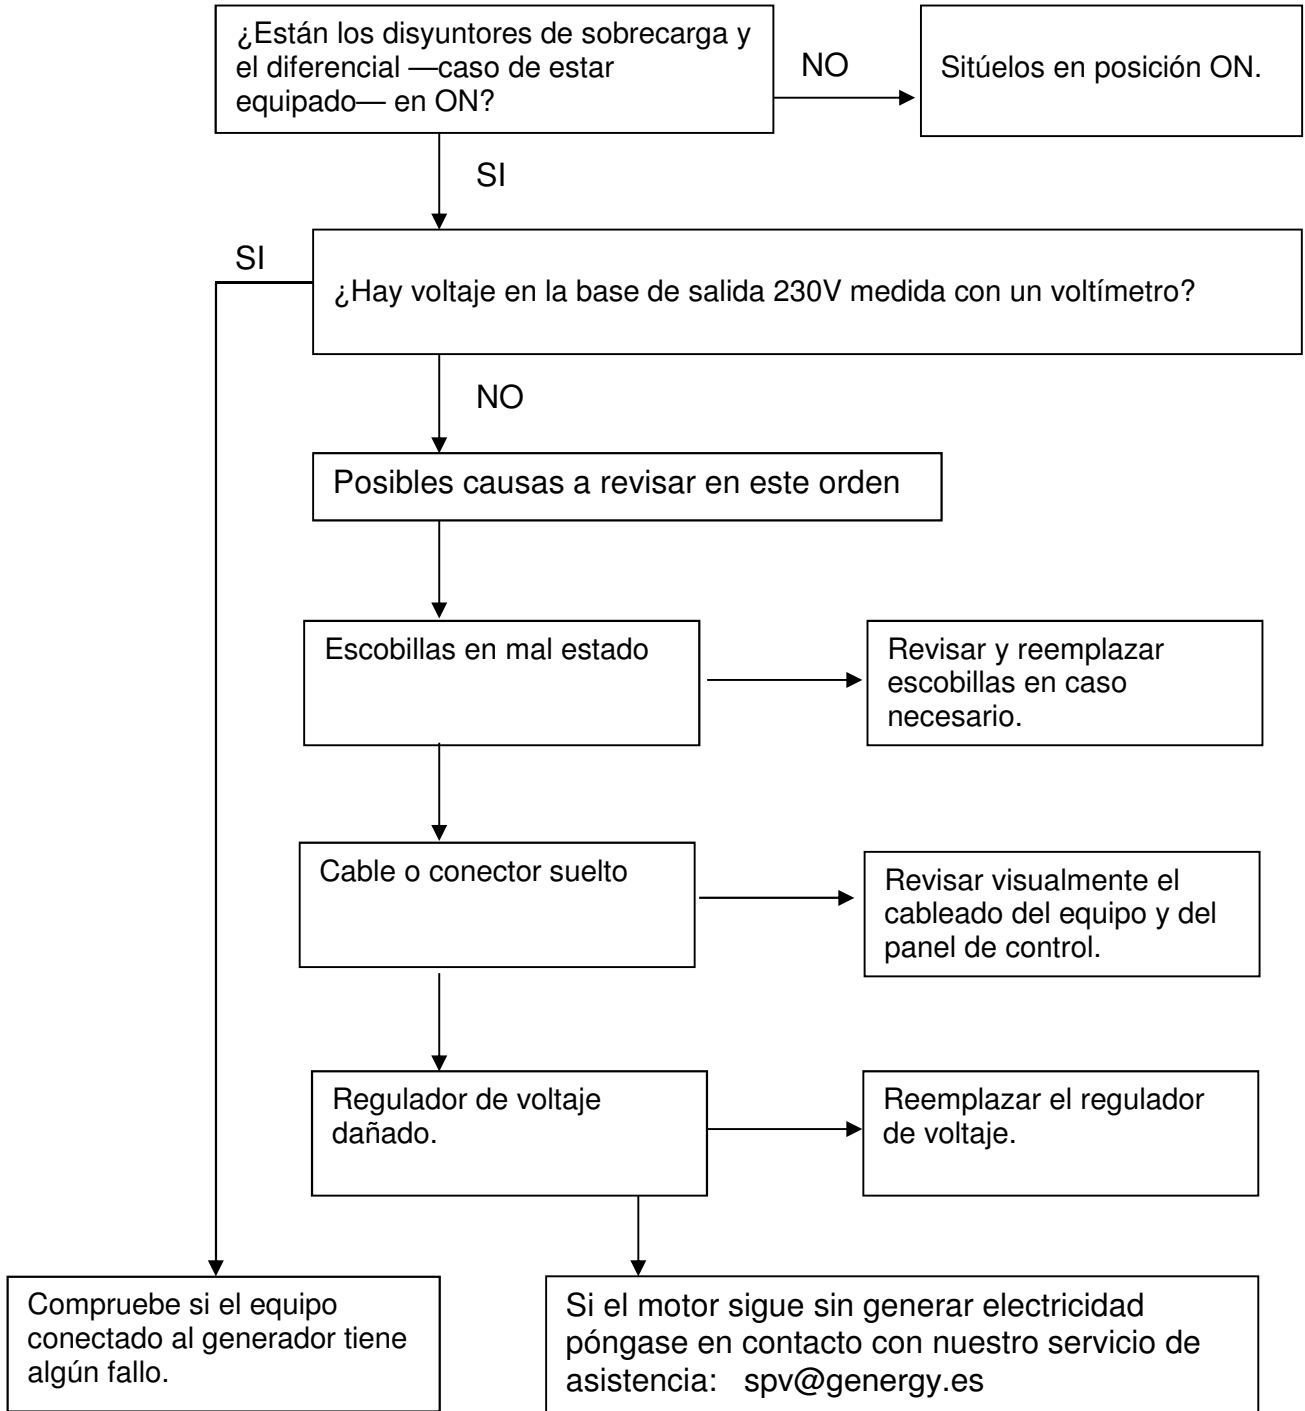 ¿Están los disyuntores de sobrecarga y
el diferencial —caso de estar
equipado— en ON?
NO
Sitúelos en posición ON.
SI
SI
¿Hay voltaje en la base de salida 230V medida con un voltímetro?
NO
Posibles causas a revisar en este orden
Escobillas en mal estado
Revisar y reemplazar
escobillas en caso
necesario.
Cable o conector suelto
Revisar visualmente el
cableado del equipo y del
panel de control.
Regulador de voltaje
dañado.
Reemplazar el regulador
de voltaje.
Compruebe si el equipo
conectado al generador tiene
algún fallo.
Si el motor sigue sin generar electricidad
póngase en contacto con nuestro servicio de
asistencia: spv@genergy.es